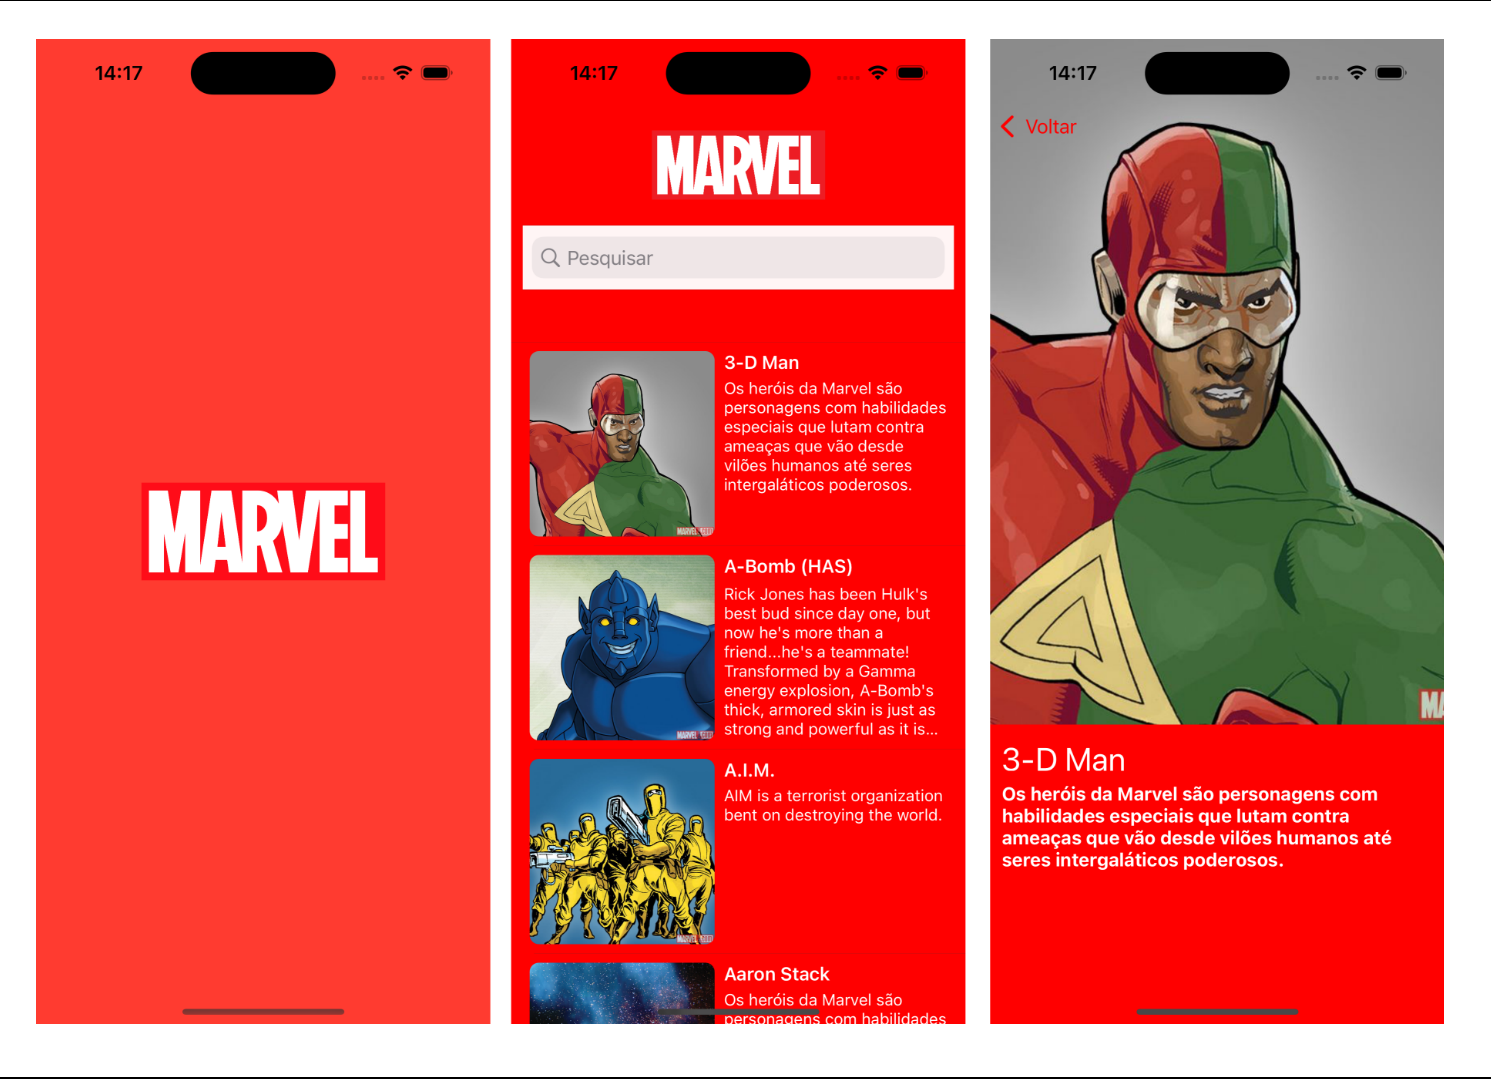 14:17
MARVEL
14:17
MARVEL
Pesquisar
3-D Man
Os heróis da Marvel são
personagens com habilidades
especiais que lutam contra
ameaças que vão desde
vilões humanos até seres
intergaláticos poderosos.
A-Bomb (HAS)
Rick Jones has been Hulk's
best bud since day one, but
now he's more than a
friend...he's a teammate!
Transformed by a Gamma
energy explosion, A-Bomb's
thick, armored skin is just as
strong and powerful as it is...
A.I.M.
AIM is a terrorist organization
bent on destroying the world.
Aaron Stack
Os heróis da Marvel são
personagens com habilidades
14:17
Voltar
MA
3-D Man
Os heróis da Marvel são personagens com
habilidades especiais que lutam contra
ameaças que vão desde vilões humanos até
seres intergaláticos poderosos.